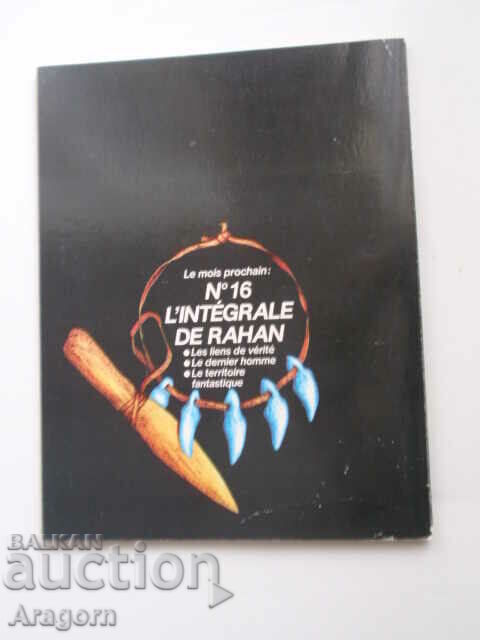 Le mois prochain:
N° 16
L'INTÉGRALE
DE RAHAN
● Les liens de vérité
● Le dernier homme
● Le territoire
fantastique
BALKAN
auction
Aragorn